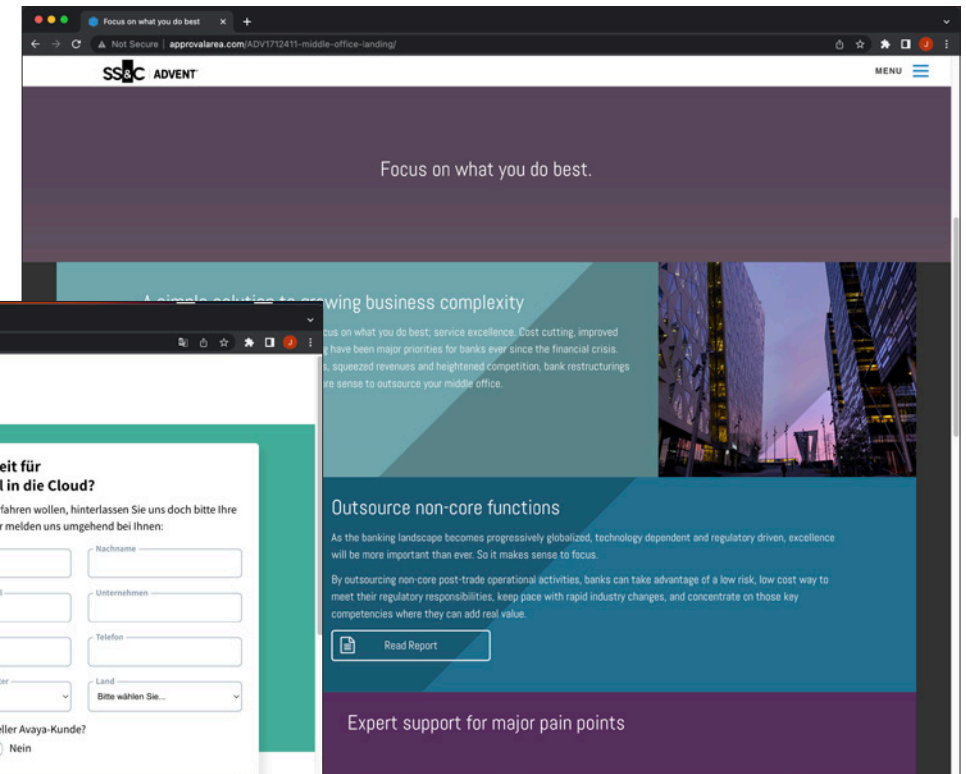 Focus on what you do best
Not Secure | approvalarea.com/ADV1712411-middle-office-landing/
SS&C ADVENT
MENU
Focus on what you do best.
growing business complexity
on what you do best; service excellence. Cost cutting, improved
have been major priorities for banks ever since the financial crisis.
squeezed revenues and heightened competition, bank restructurings
sense to outsource your middle office.
Outsource non-core functions
As the banking landscape becomes progressively globalized, technology dependent and regulatory driven, excellence
will be more important than ever. So it makes sense to focus.
By outsourcing non-core post-trade operational activities, banks can take advantage of a low risk, low cost way to
meet their regulatory responsibilities, keep pace with rapid industry changes, and concentrate on those key
competencies where they can add real value.
Read Report
Expert support for major pain points
für
in die Cloud?
wollen, hinterlassen Sie uns doch bitte Ihre
melden uns umgehend bei Ihnen:
Nachname
Unternehmen
Telefon
Land
Bitte wählen Sie...
Avaya-Kunde?
Nein